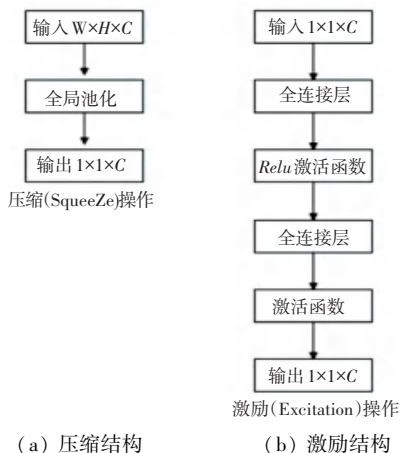 输入 W×H×C
全局池化
输出 1×1×C
压缩(SqueeZe)操作
(a) 压缩结构
输入 1×1×C
全连接层
Relu 激活函数
全连接层
激活函数
输出 1×1×C
激励(Excitation)操作
(b) 激励结构